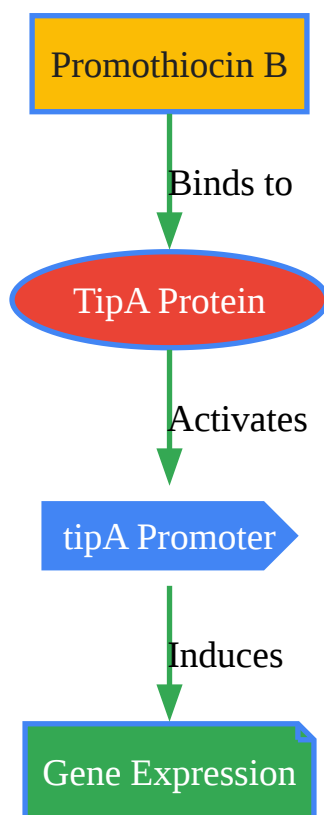 Promothiocin B
Binds to
TipA Protein
Activates
tipA Promoter
Induces
Gene Expression